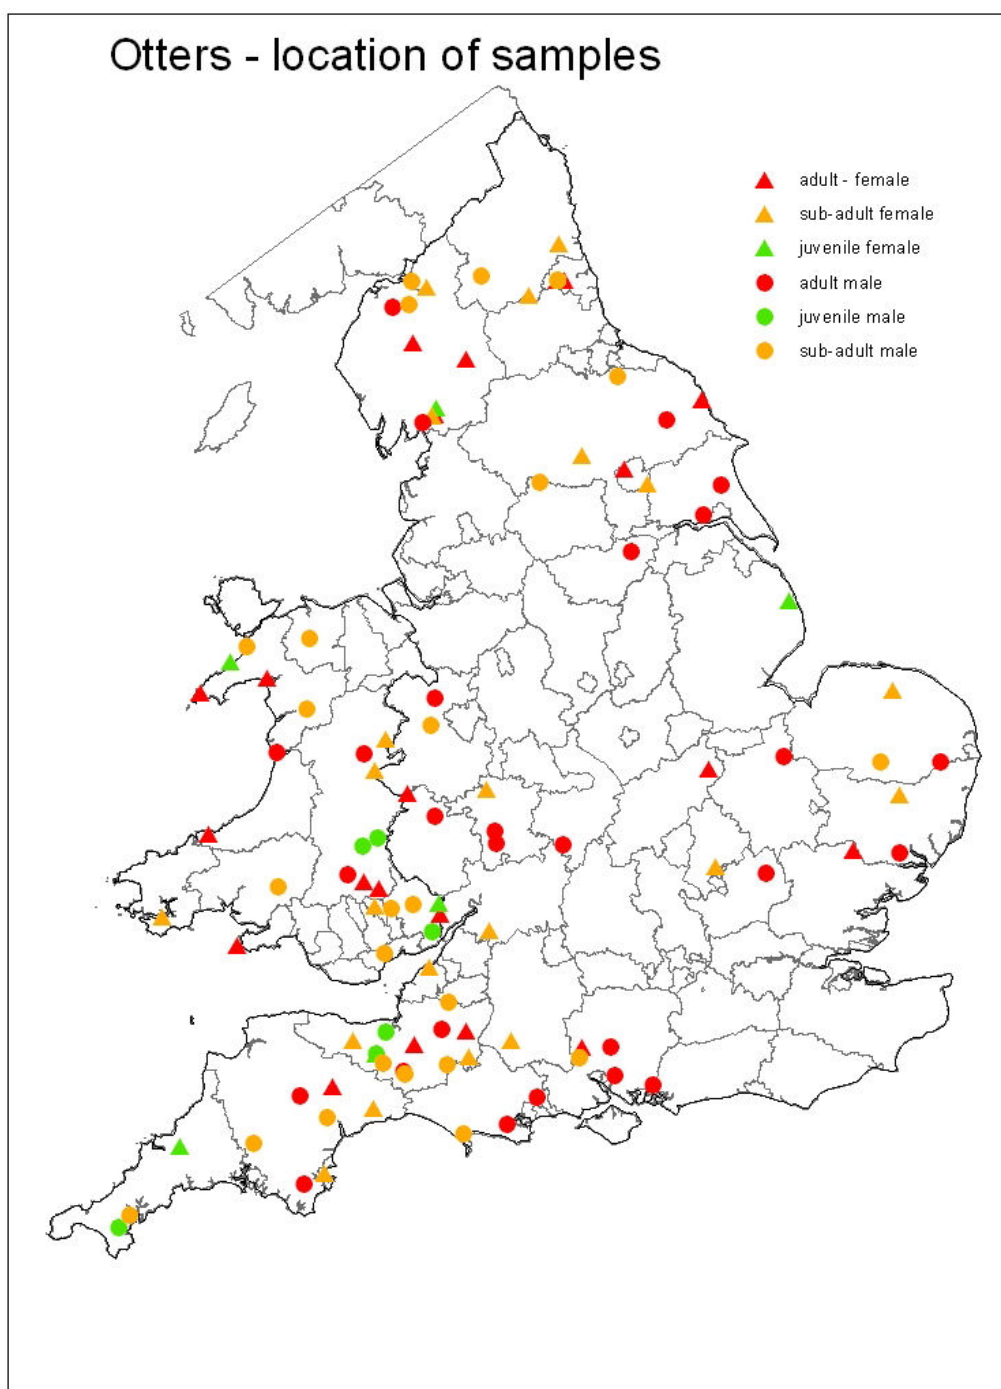 Otters - location of samples
adult - female
sub-adult female
juvenile female
adult male
juvenile male
sub-adult male